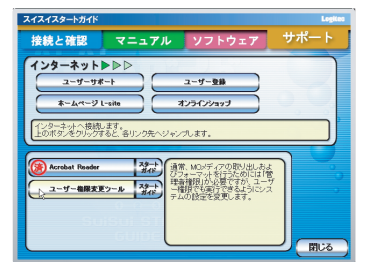 スイスイスタートガイド
Logitec
接続と確認
マニュアル
ソフトウェア
サポート
インターネット
ユーザーサポート
ユーザー登録
ホームページ L-site
オンラインショップ
インターネットへ接続します。
上のボタンをクリックすると、各リンク先へジャンプします。
Acrobat Reader
スタート
ガイド
ユーザー権限変更ツール
スタート
ガイド
通常、MOメディアの取り出しおよ
びフォーマットを行うためには「管
理者権限」が必要ですが、ユーザ
ー権限でも実行できるようにシス
テムの設定を変更します。
閉じる